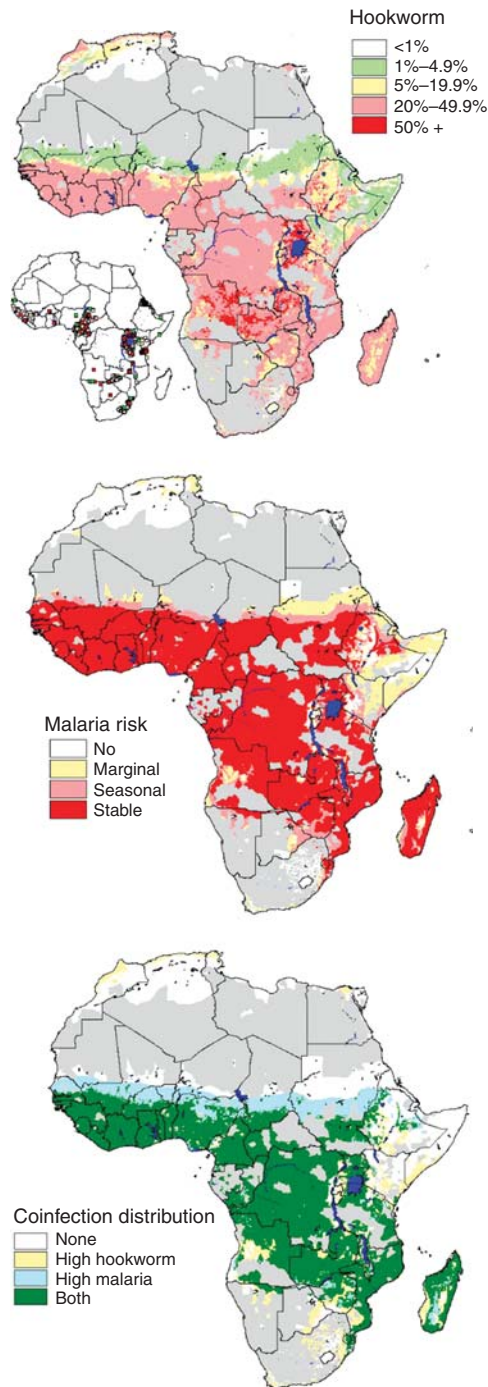 Hookworm
<1%
1%–4.9%
5%–19.9%
20%–49.9%
50% +
Malaria risk
No
Marginal
Seasonal
Stable
Coinfection distribution
None
High hookworm
High malaria
Both